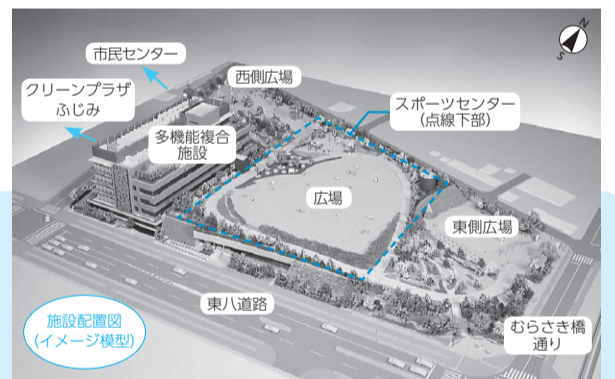 N
S
市民センター
西側広場
クリーンプラザ
ふじみ
スポーツセンター
(点線下部)
多機能複合
施設
広場
東側広場
東八道路
施設配置図
(イメージ模型)
むらさき橋
通り